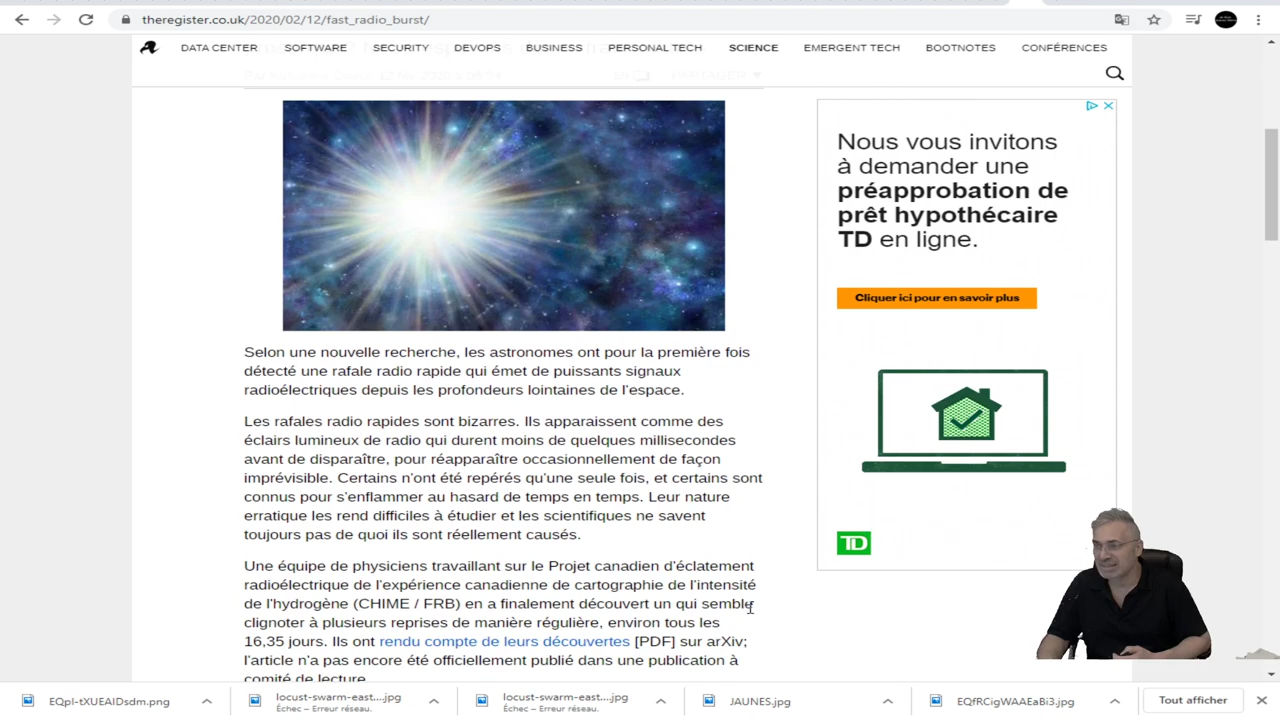 theregister.co.uk/2020/02/12/fast_radio_burst/
DATA CENTER SOFTWARE SECURITY DEVOPS BUSINESS PERSONAL TECH SCIENCE EMERGENT TECH BOOTNOTES CONFÉRENCES
Nous vous invitons
à demander une
préapprobation de
prêt hypothécaire
TD en ligne.
Cliquer ici pour en savoir plus
TD
Selon une nouvelle recherche, les astronomes ont pour la première fois
détecté une rafale radio rapide qui émet de puissants signaux
radioélectriques depuis les profondeurs lointaines de l'espace.
Les rafales radio rapides sont bizarres. Ils apparaissent comme des
éclairs lumineux de radio qui durent moins de quelques millisecondes
avant de disparaître, pour réapparaître occasionnellement de façon
imprévisible. Certains n'ont été repérés qu'une seule fois, et certains sont
connus pour s'enflammer au hasard de temps en temps. Leur nature
erratique les rend difficiles à étudier et les scientifiques ne savent
toujours pas de quoi ils sont réellement causés.
Une équipe de physiciens travaillant sur le Projet canadien d'éclatement
radioélectrique de l'expérience canadienne de cartographie de l'intensité
de l'hydrogène (CHIME / FRB) en a finalement découvert un qui semble
clignoter à plusieurs reprises de manière régulière, environ tous les
16,35 jours. Ils ont rendu compte de leurs découvertes [PDF] sur arXiv;
l'article n'a pas encore été officiellement publié dans une publication à
comité de lecture.
EQpI-tXUEAIDsdm.png
locust-swarm-east....jpg
Échec – Erreur réseau.
locust-swarm-east....jpg
Échec – Erreur réseau.
JAUNES.jpg
EQfRCigWAAEaBi3.jpg
Tout afficher